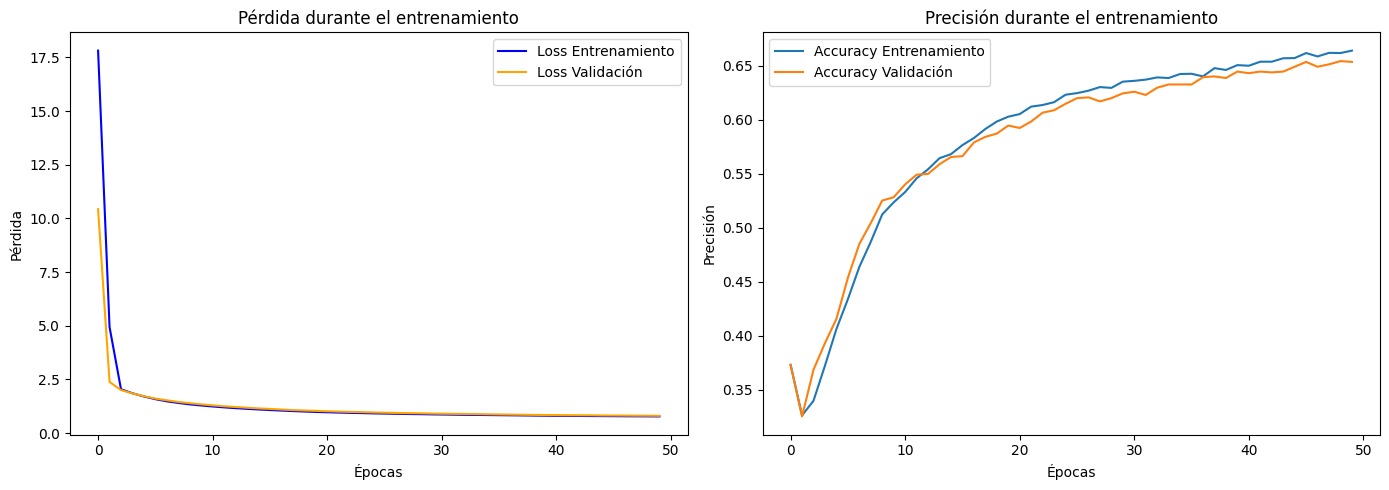 Pérdida durante el entrenamiento
Loss Entrenamiento
Loss Validación
Pérdida
17.5
15.0
12.5
10.0
7.5
5.0
2.5
0.0
0
10
20
30
40
50
Épocas
Precisión durante el entrenamiento
Accuracy Entrenamiento
Accuracy Validación
Precisión
0.65
0.60
0.55
0.50
0.45
0.40
0.35
0
10
20
30
40
50
Épocas